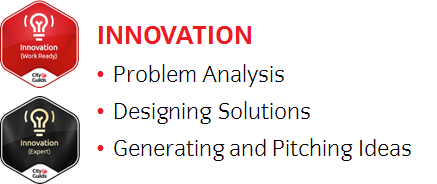 Innovation
(Work Ready)
City & Guilds
Innovation
(Expert)
City & Guilds
INNOVATION
• Problem Analysis
• Designing Solutions
• Generating and Pitching Ideas